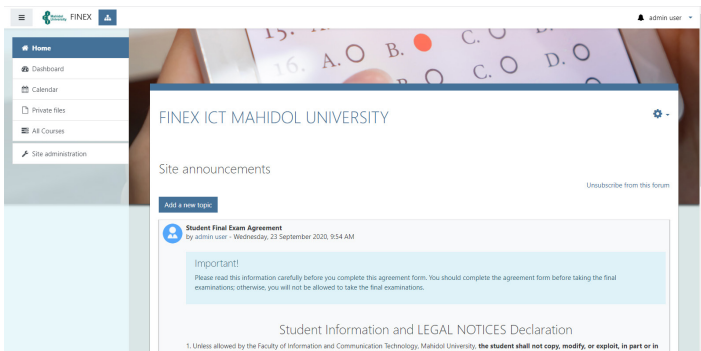 Mahidol University FINEX
admin user
Home
Dashboard
Calendar
Private files
All Courses
Site administration
15. A.
B.
C.
D.
16. A.
B.
C.
D.
FINEX ICT MAHIDOL UNIVERSITY
Site announcements
Unsubscribe from this forum
Add a new topic
Student Final Exam Agreement
by admin user - Wednesday, 23 September 2020, 9:54 AM
Important!
Please read this information carefully before you complete this agreement form. You should complete the agreement form before taking the final
examinations; otherwise, you will not be allowed to take the final examinations.
Student Information and LEGAL NOTICES Declaration
1. Unless allowed by the Faculty of Information and Communication Technology, Mahidol University, the student shall not copy, modify, or exploit, in part or in